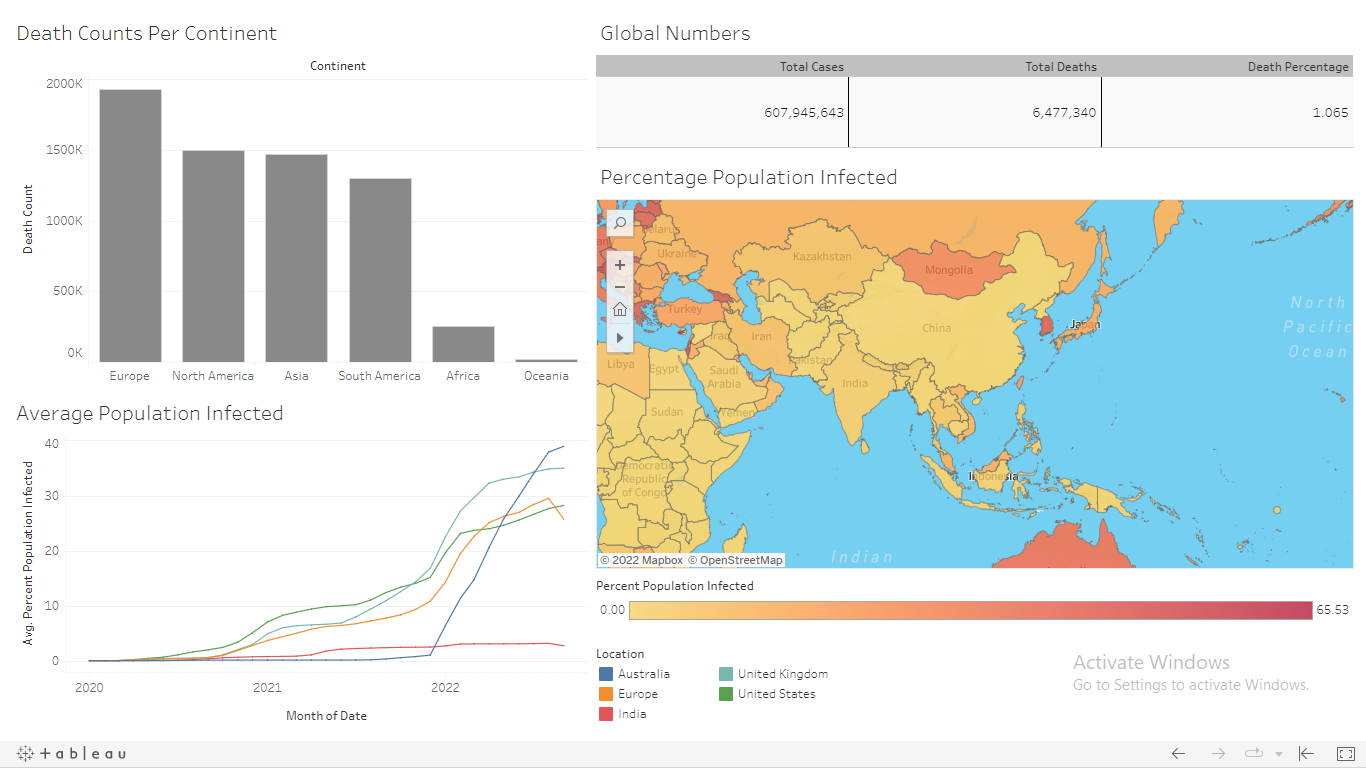 Death Counts Per Continent
Continent
Death Count
2000K
1500K
1000K
500K
0K
Europe North America Asia South America Africa Oceania
Average Population Infected
Avg. Percent Population Infected
40
30
20
10
0
2020 2021 2022
Month of Date
Global Numbers
Total Cases Total Deaths Death Percentage
607,945,643 6,477,340 1.065
Percentage Population Infected
Belarus
Ukraine
Kazakhstan
Mongolia
Turkey
China
Japan
Iraq
Iran
Libya
Egypt
Saudi
Arabia
Pakistan
India
Sudan
Yemen
Democratic
Republic
of Congo
Indonesia
North
Pacific
Ocean
Indian
© 2022 Mapbox © OpenStreetMap
Percent Population Infected
0.00 65.53
Location
Australia United Kingdom
Europe United States
India
Activate Windows
Go to Settings to activate Windows.
+ a b | e a u